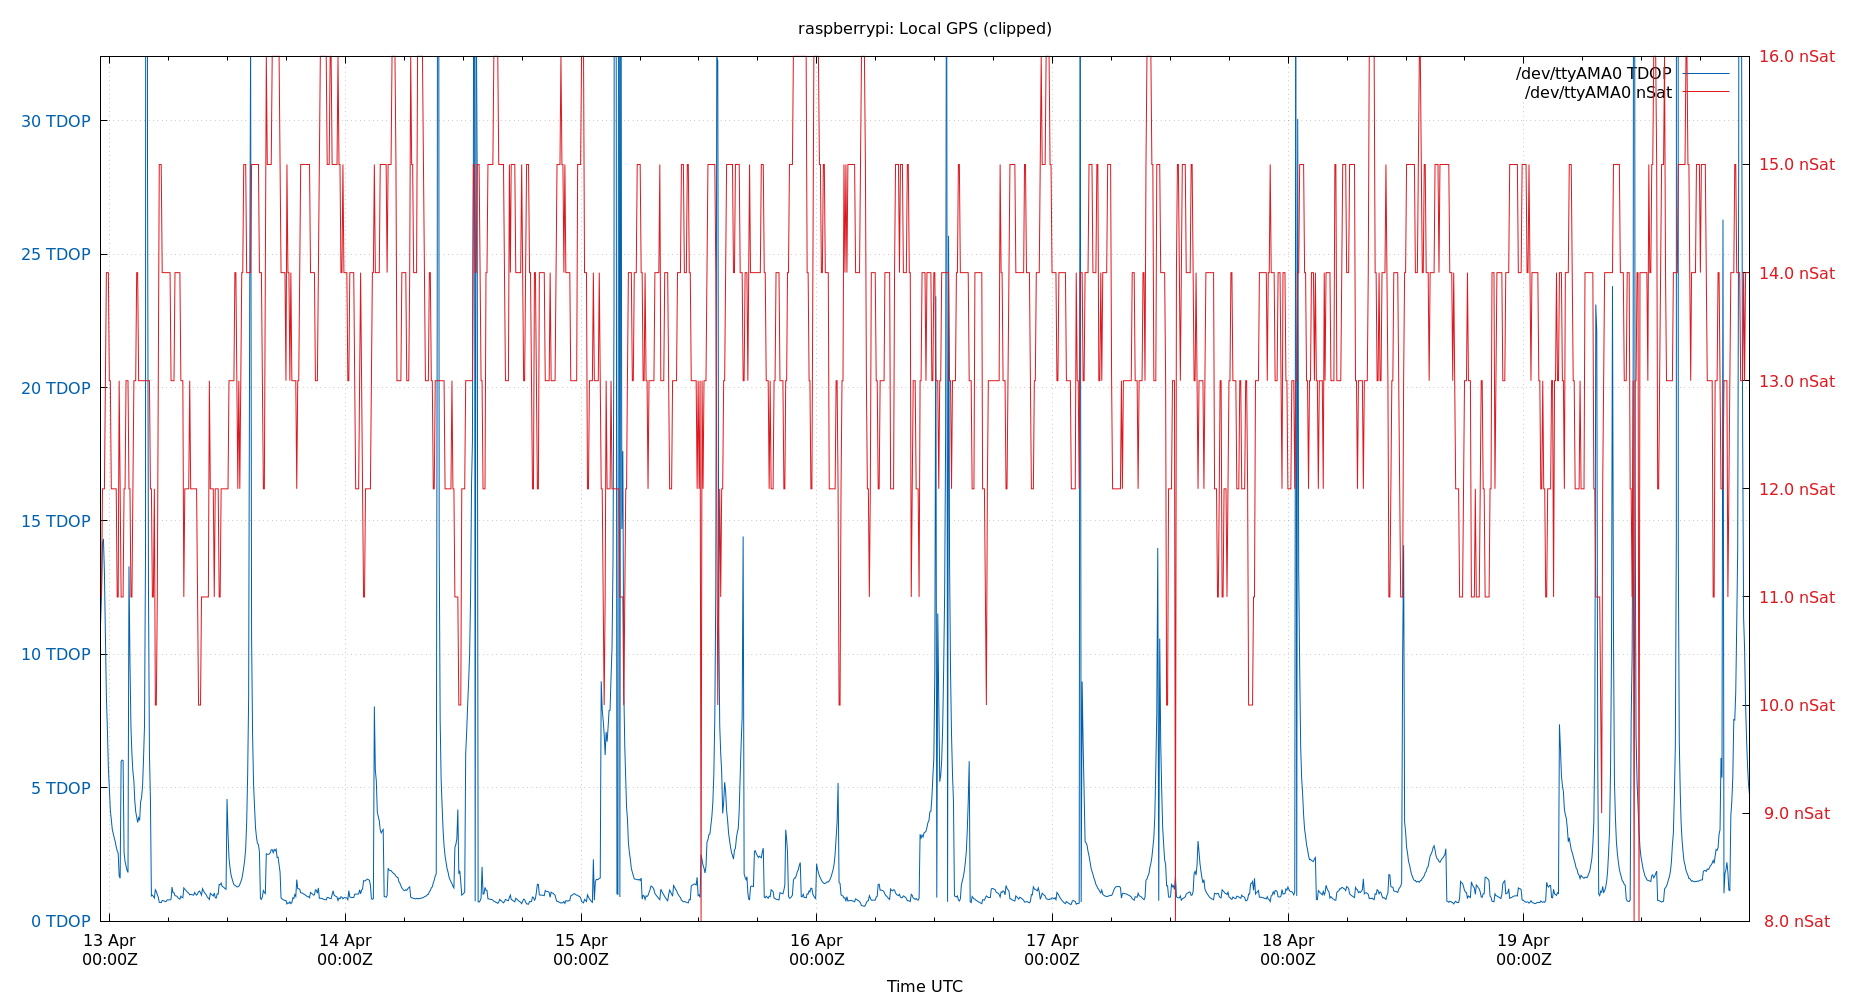 raspberrypi: Local GPS (clipped)
/dev/ttyAMA0 TDOP
/dev/ttyAMA0 nSat
30 TDOP
25 TDOP
20 TDOP
15 TDOP
10 TDOP
5 TDOP
0 TDOP
16.0 nSat
15.0 nSat
14.0 nSat
13.0 nSat
12.0 nSat
11.0 nSat
10.0 nSat
9.0 nSat
8.0 nSat
13 Apr 14 Apr 15 Apr 16 Apr 17 Apr 18 Apr 19 Apr
00:00Z 00:00Z 00:00Z 00:00Z 00:00Z 00:00Z 00:00Z
Time UTC